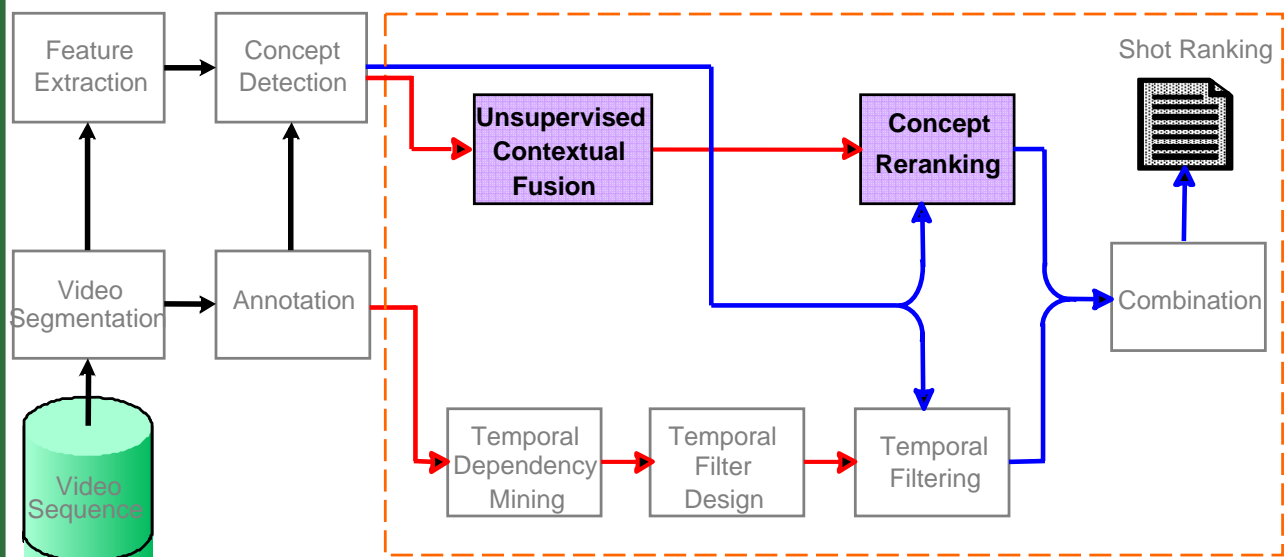 Feature
Extraction
Concept
Detection
Shot Ranking
Unsupervised
Contextual
Fusion
Concept
Reranking
Video
Segmentation
Annotation
Combination
Temporal
Dependency
Mining
Temporal
Filter
Design
Temporal
Filtering
Video
Sequence